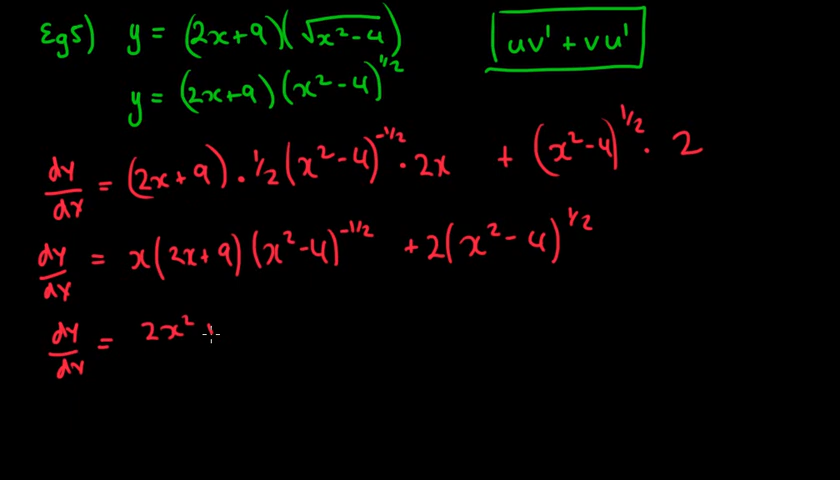 Eg5) y = (2x+9)(√x²-4)
uv' + vu'
y = (2x+9)(x²-4)^1/2
dy/dx = (2x+9).1/2(x²-4)^-1/2.2x + (x²-4)^1/2.2
dy/dx = x(2x+9)(x²-4)^-1/2 +2(x²-4)^1/2
dy/dx = 2x²